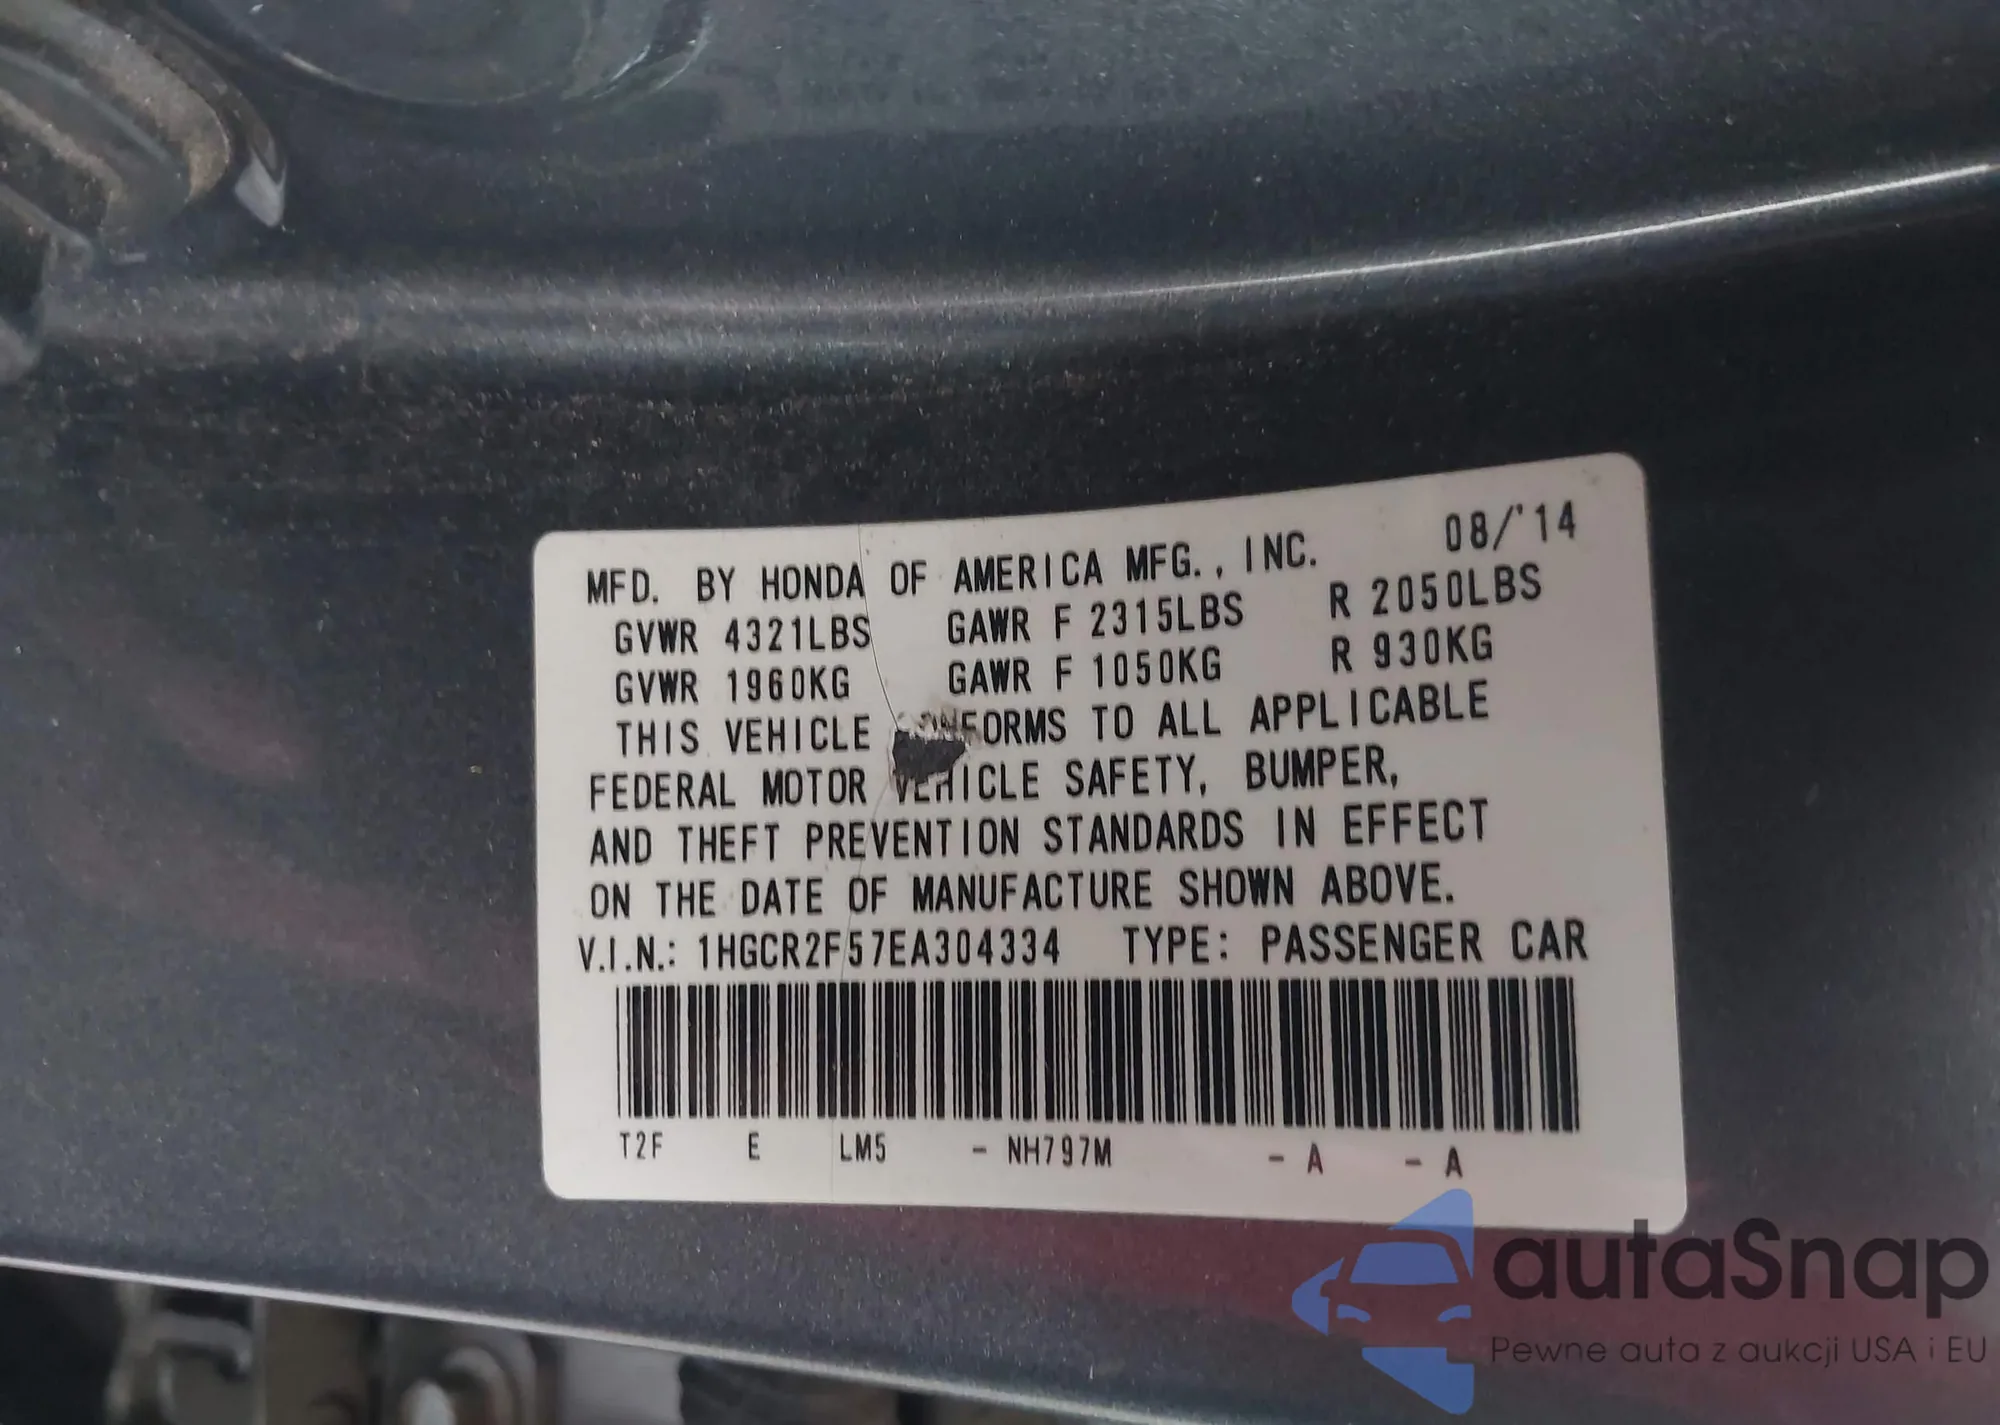 MFD. BY HONDA OF AMERICA MFG., INC. 08/'14
GVWR 4321LBS GAWR F 2315LBS R 2050LBS
GVWR 1960KG GAWR F 1050KG R 930KG
THIS VEHICLE CONFORMS TO ALL APPLICABLE
FEDERAL MOTOR VEHICLE SAFETY, BUMPER,
AND THEFT PREVENTION STANDARDS IN EFFECT
ON THE DATE OF MANUFACTURE SHOWN ABOVE.
V.I.N.: 1HGCR2F57EA304334 TYPE: PASSENGER CAR
T2F E LM5 - NH797M - A - A
autaSnap
Pewne auta z aukcji USA i EU